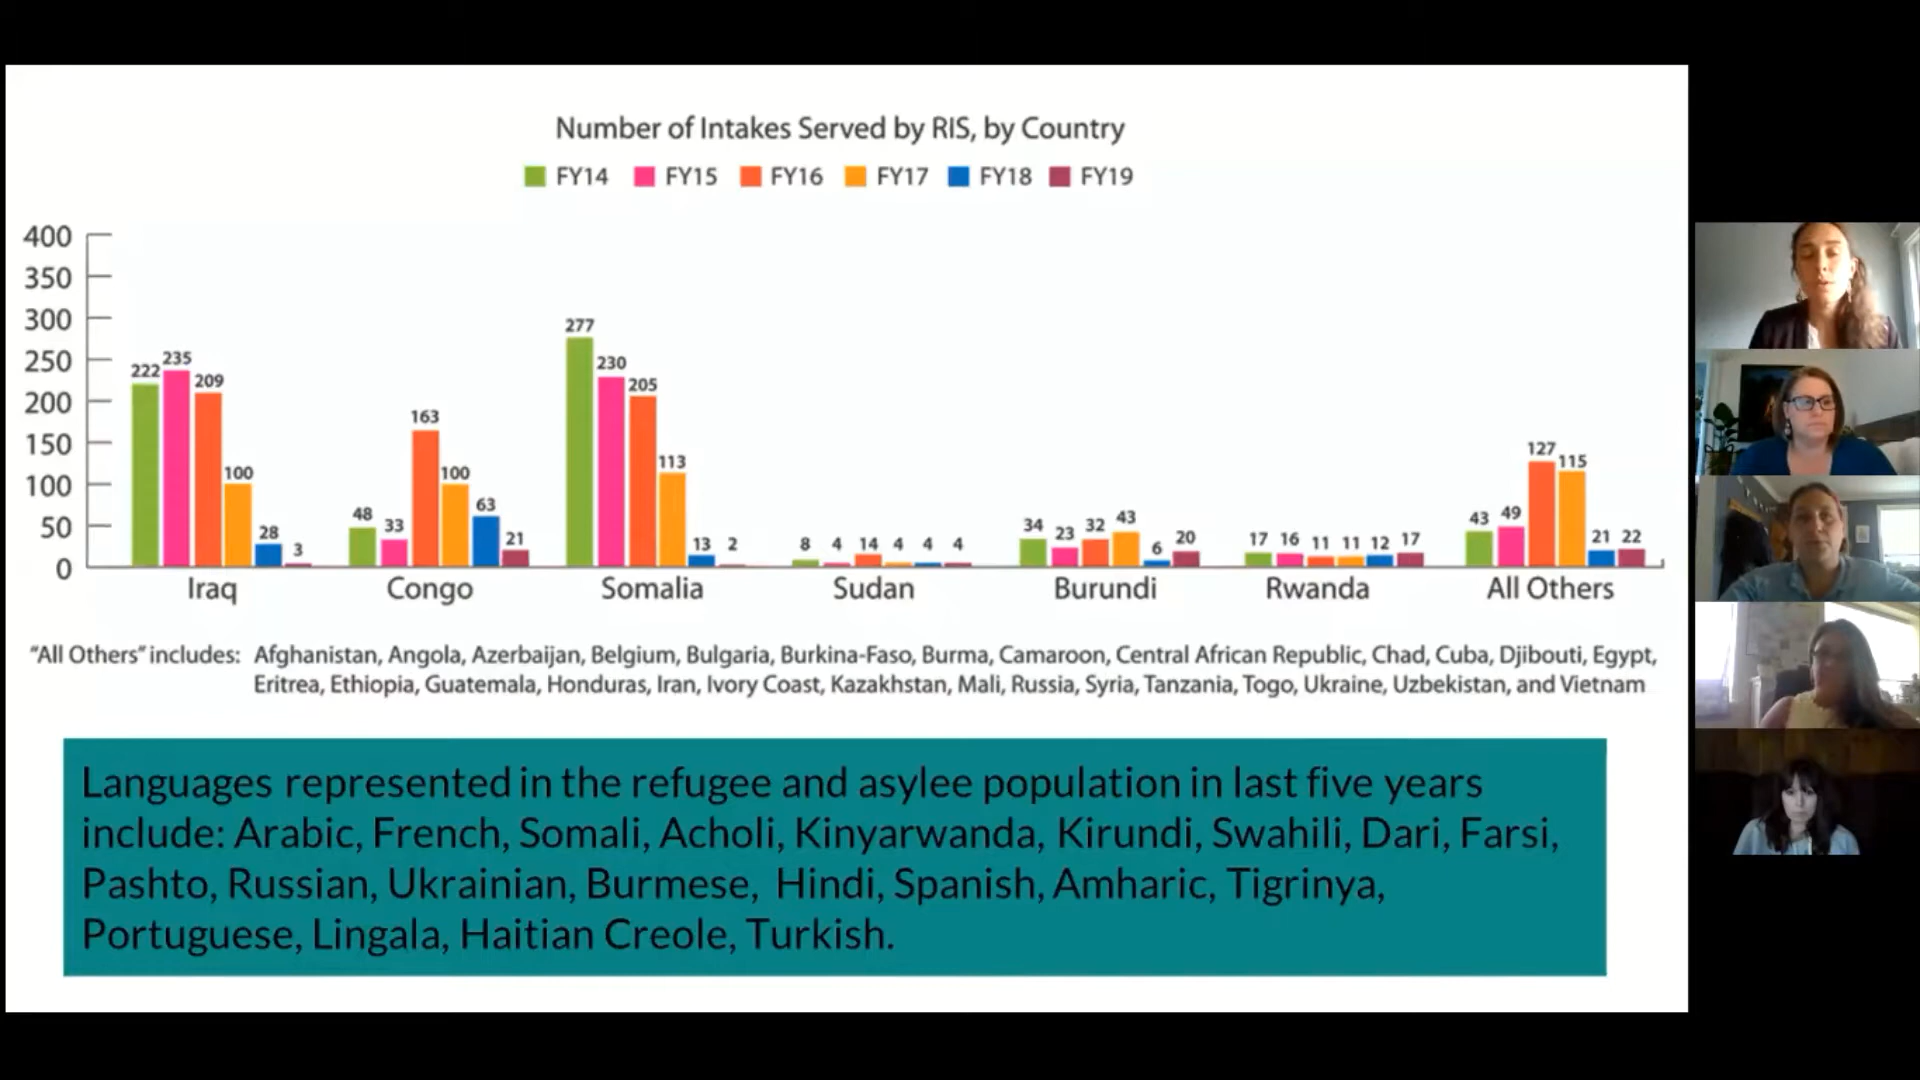 Number of Intakes Served by RIS, by Country
FY14 FY15 FY16 FY17 FY18 FY19
400
350
300
250
200
150
100
50
0
222 235 209 100 28 3
48 33 163 100 63 21
277 230 205 113 13 2
8 4 14 4 4 4
34 23 32 43 6 20
17 16 11 11 12 17
43 49 127 115 21 22
Iraq Congo Somalia Sudan Burundi Rwanda All Others
“All Others” includes: Afghanistan, Angola, Azerbaijan, Belgium, Bulgaria, Burkina-Faso, Burma, Camaroon, Central African Republic, Chad, Cuba, Djibouti, Egypt,
Eritrea, Ethiopia, Guatemala, Honduras, Iran, Ivory Coast, Kazakhstan, Mali, Russia, Syria, Tanzania, Togo, Ukraine, Uzbekistan, and Vietnam
Languages represented in the refugee and asylee population in last five years
include: Arabic, French, Somali, Acholi, Kinyarwanda, Kirundi, Swahili, Dari, Farsi,
Pashto, Russian, Ukrainian, Burmese, Hindi, Spanish, Amharic, Tigrinya,
Portuguese, Lingala, Haitian Creole, Turkish.